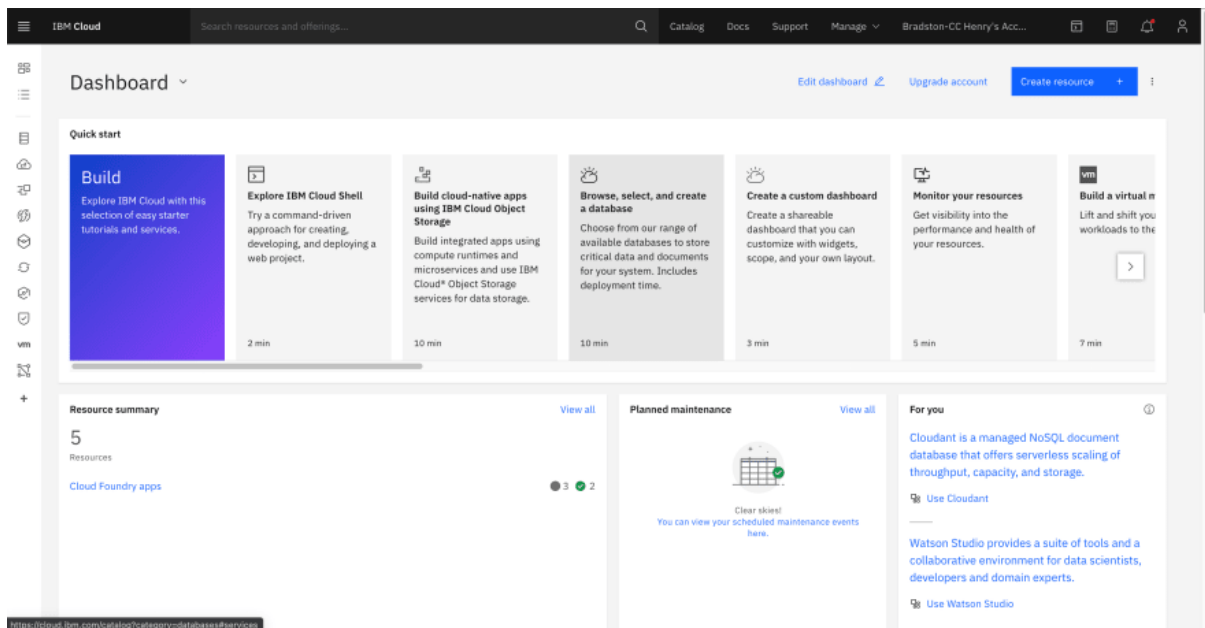 IBM Cloud
Search resources and offerings...
Catalog
Docs
Support
Manage
Bradston-CC Henry's Acc...
Dashboard
Edit dashboard
Upgrade account
Create resource +
Quick start
Build
Explore IBM Cloud with this
selection of easy starter
tutorials and services.
Explore IBM Cloud Shell
Try a command-driven
approach for creating,
developing, and deploying a
web project.
2 min
Build cloud-native apps
using IBM Cloud Object
Storage
Build integrated apps using
compute runtimes and
microservices and use IBM
Cloud® Object Storage
services for data storage.
10 min
Browse, select, and create
a database
Choose from our range of
available databases to store
critical data and documents
for your system. Includes
deployment time.
10 min
Create a custom dashboard
Create a shareable
dashboard that you can
customize with widgets,
scope, and your own layout.
3 min
Monitor your resources
Get visibility into the
performance and health of
your resources.
5 min
vm
Build a virtual m
Lift and shift you
workloads to the
7 min
vm
Resource summary
View all
5
Resources
Cloud Foundry apps
3 2
Planned maintenance
View all
Clear skies!
You can view your scheduled maintenance events
here.
For you
Cloudant is a managed NoSQL document
database that offers serverless scaling of
throughput, capacity, and storage.
Use Cloudant
Watson Studio provides a suite of tools and a
collaborative environment for data scientists,
developers and domain experts.
Use Watson Studio
https://cloud.ibm.com/catalog?category=databases#services